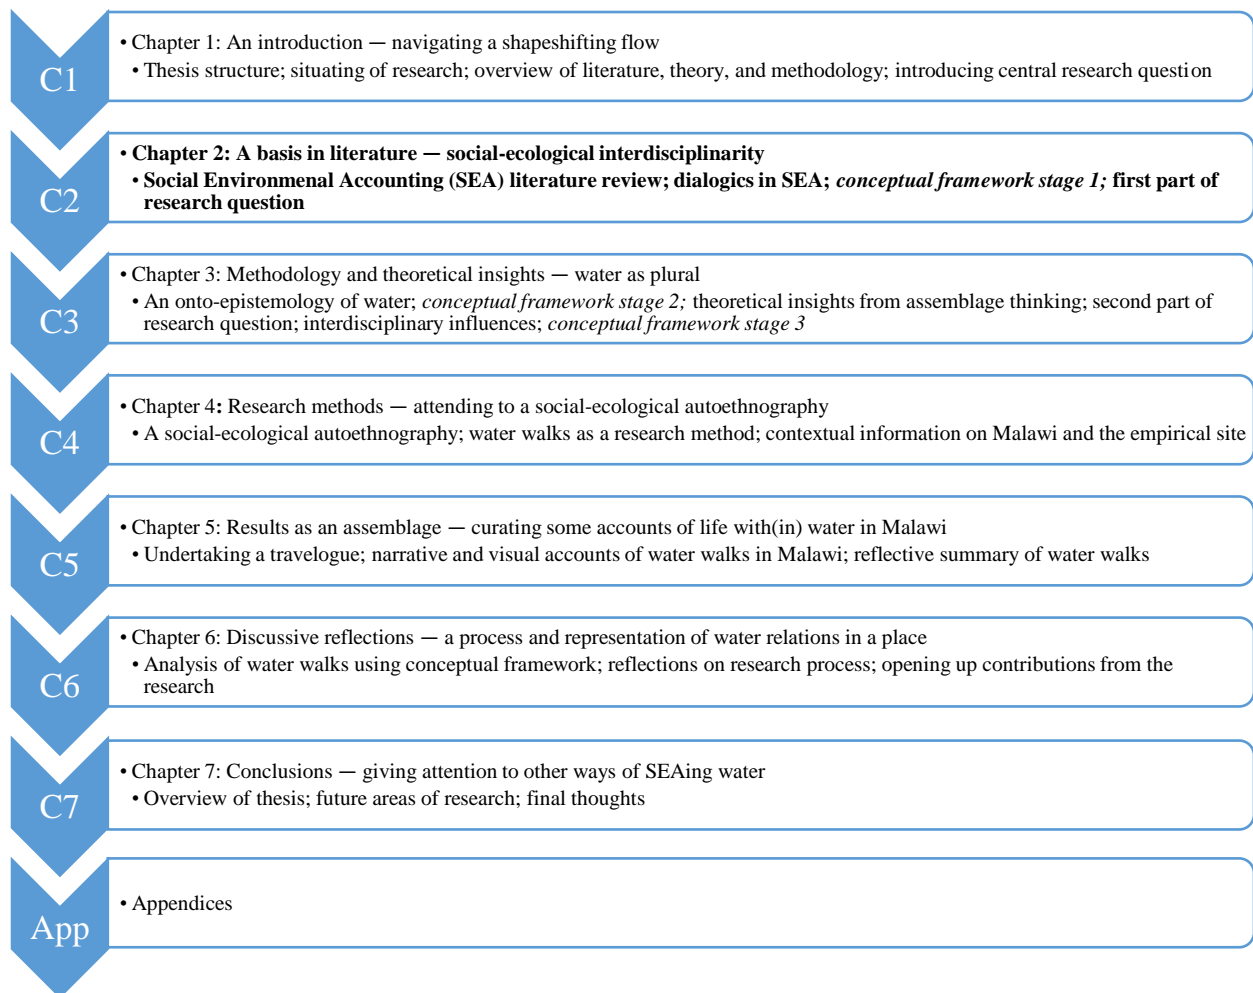 C1
• Chapter 1: An introduction — navigating a shapeshifting flow
• Thesis structure; situating of research; overview of literature, theory, and methodology; introducing central research question
C2
• Chapter 2: A basis in literature — social-ecological interdisciplinarity
• Social Environmenal Accounting (SEA) literature review; dialogics in SEA; conceptual framework stage 1; first part of
research question
C3
• Chapter 3: Methodology and theoretical insights — water as plural
• An onto-epistemology of water; conceptual framework stage 2; theoretical insights from assemblage thinking; second part of
research question; interdisciplinary influences; conceptual framework stage 3
C4
• Chapter 4: Research methods — attending to a social-ecological autoethnography
• A social-ecological autoethnography; water walks as a research method; contextual information on Malawi and the empirical site
C5
• Chapter 5: Results as an assemblage — curating some accounts of life with(in) water in Malawi
• Undertaking a travelogue; narrative and visual accounts of water walks in Malawi; reflective summary of water walks
C6
• Chapter 6: Discussive reflections — a process and representation of water relations in a place
• Analysis of water walks using conceptual framework; reflections on research process; opening up contributions from the
research
C7
• Chapter 7: Conclusions — giving attention to other ways of SEAing water
• Overview of thesis; future areas of research; final thoughts
App
• Appendices